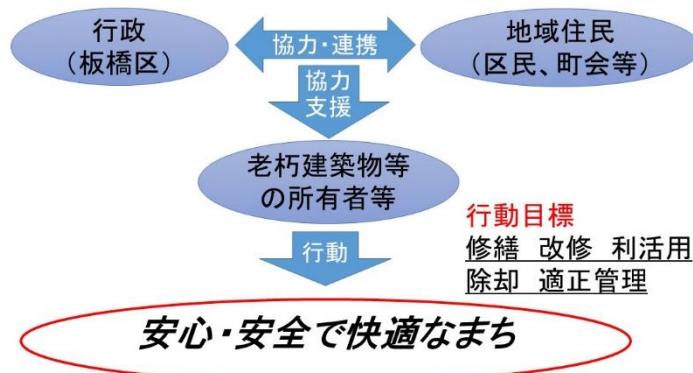 行政
（板橋区）
協力・連携
地域住民
（区民、町会等）
協力
支援
老朽建築物等
の所有者等
行動
行動目標
修繕 改修 利活用
除却 適正管理
安心・安全で快適なまち